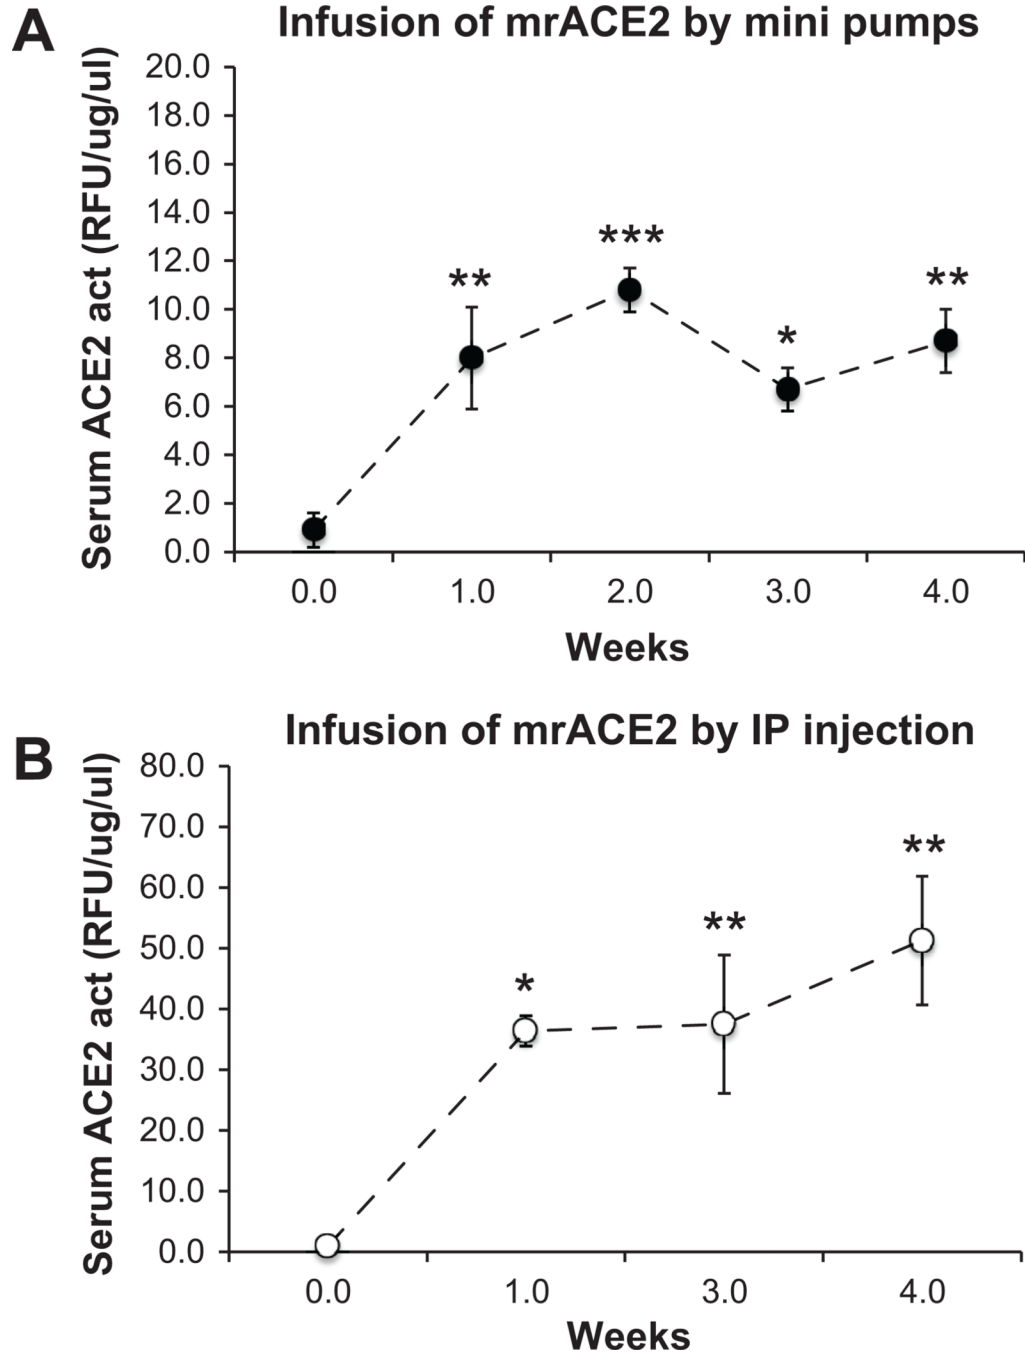 A
Infusion of mrACE2 by mini pumps
Serum ACE2 act (RFU/ug/ul)
20.0
18.0
16.0
14.0
12.0
10.0
8.0
6.0
4.0
2.0
0.0
**
***
*
**
0.0 1.0 2.0 3.0 4.0
Weeks
B
Infusion of mrACE2 by IP injection
Serum ACE2 act (RFU/ug/ul)
80.0
70.0
60.0
50.0
40.0
30.0
20.0
10.0
0.0
*
**
**
0.0 1.0 3.0 4.0
Weeks